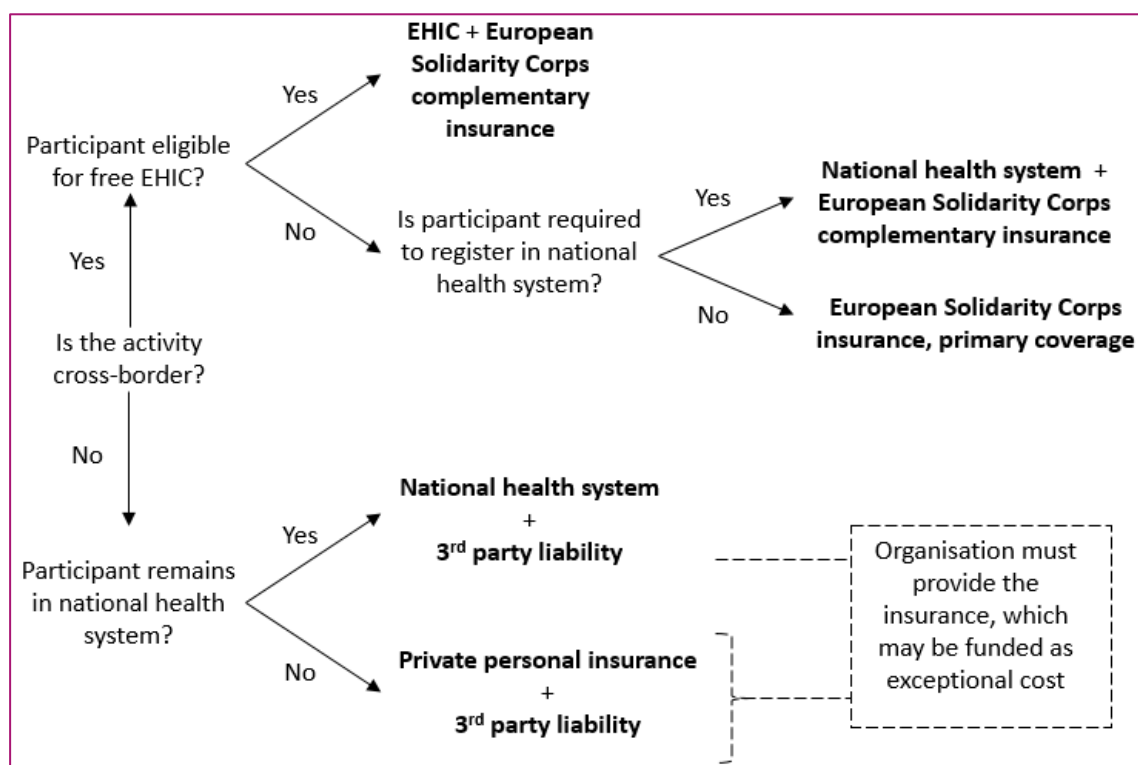 EHIC + European
Solidarity Corps
complementary
insurance
Yes
Participant eligible
for free EHIC?
No
Is participant required
to register in national
health system?
Yes
National health system +
European Solidarity Corps
complementary insurance
No
European Solidarity Corps
insurance, primary coverage
Yes
Is the activity
cross-border?
No
Participant remains
in national health
system?
Yes
National health system
+
3rd party liability
No
Private personal insurance
+
3rd party liability
Organisation must
provide the
insurance, which
may be funded as
exceptional cost